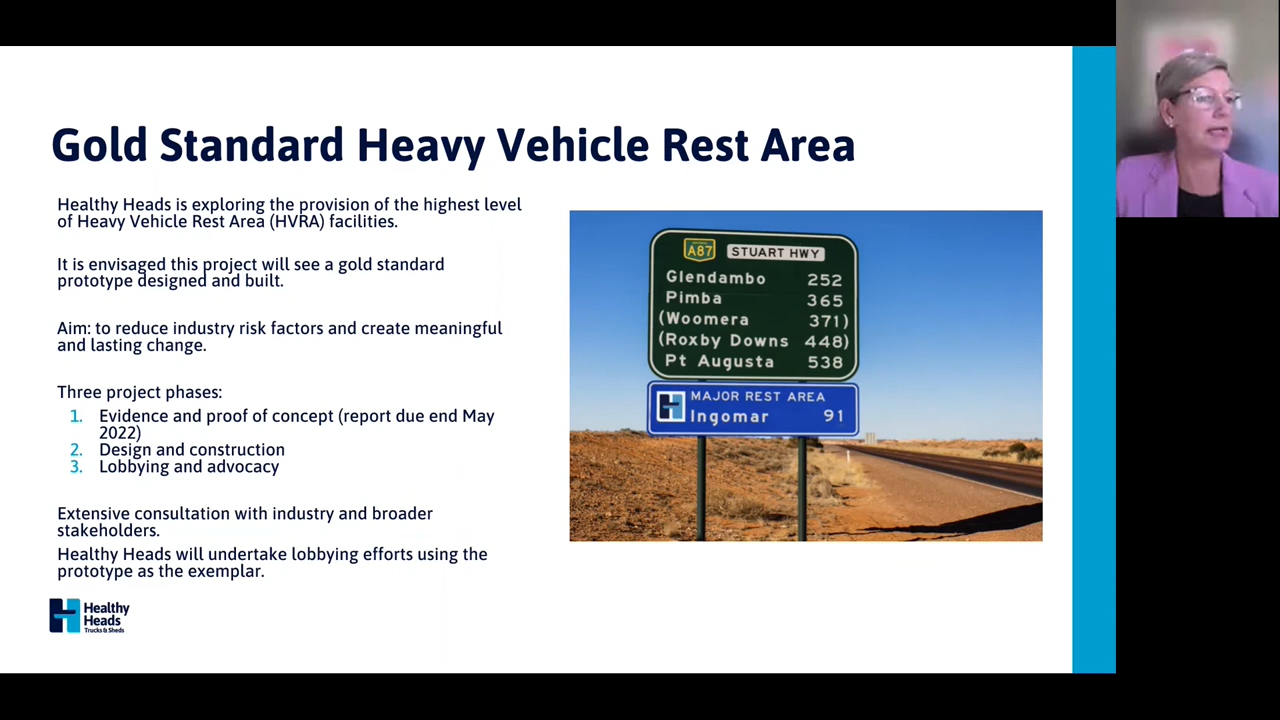 Gold Standard Heavy Vehicle Rest Area
Healthy Heads is exploring the provision of the highest level
of Heavy Vehicle Rest Area (HVRA) facilities.
It is envisaged this project will see a gold standard
prototype designed and built.
Aim: to reduce industry risk factors and create meaningful
and lasting change.
Three project phases:
1. Evidence and proof of concept (report due end May
2022)
2. Design and construction
3. Lobbying and advocacy
Extensive consultation with industry and broader
stakeholders.
Healthy Heads will undertake lobbying efforts using the
prototype as the exemplar.
Healthy
Heads
Trucks & Sheds
A87 STUART HWY
Glendambo 252
Pimba 365
(Woomera 371)
(Roxby Downs 448)
Pt Augusta 538
MAJOR REST AREA
Ingomar 91